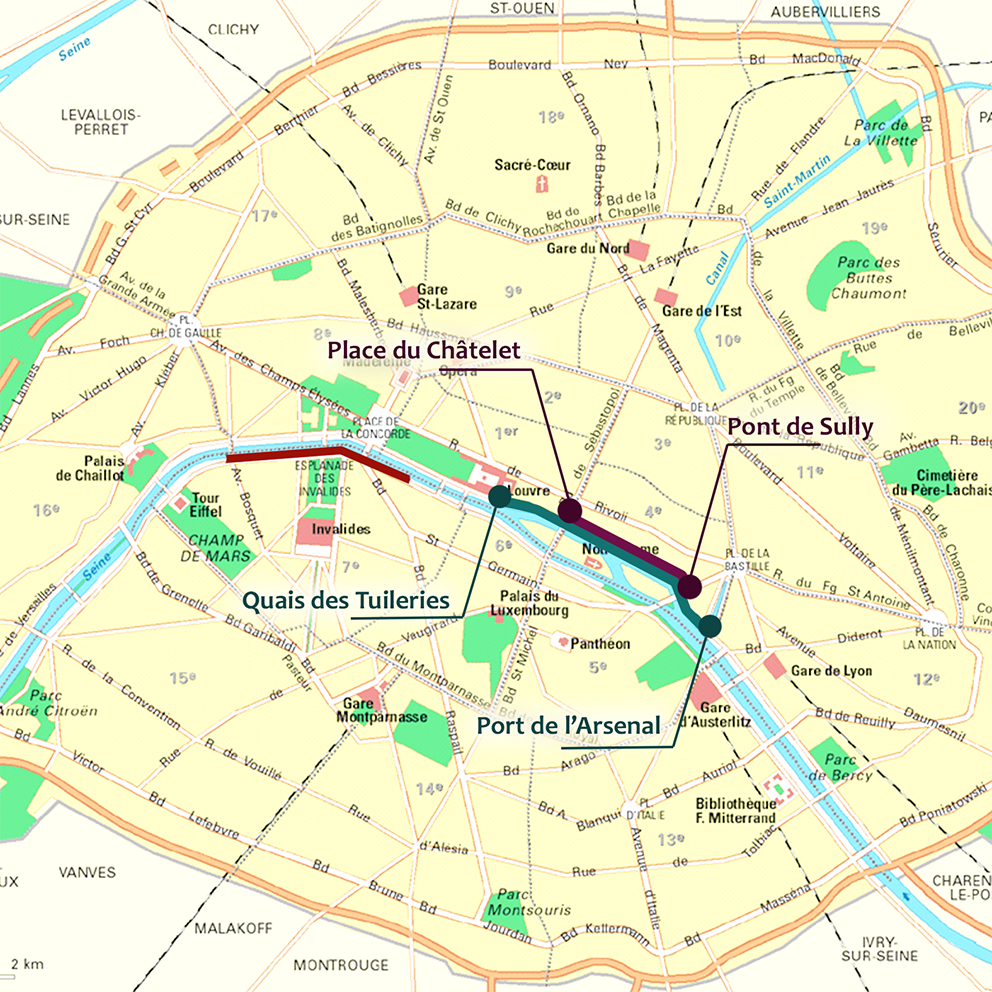 ST-OUEN
AUBERVILLIERS
CLICHY
Seine
Bd Bessières
Boulevard Ney
Bd MacDonald
LEVALLOIS-
PERRET
Berthier
Av. de Clichy
Av. de St Ouen
Bd Ornano
18e
Bd Barbès
Rue de Flandre
Parc de
La Villette
Bd
PA
Boulevard
Sacré-Cœur
Saint-Martin
SUR-SEINE
Bd G. St-Cyr
17e
Bd
des Batignolles
Bd de Clichy
Bd de
Rochechouart
Bd de la
Chapelle
Bd
Avenue Jean Jaurès
19e
Sérurier
Gare du Nord
La Fayette
Canal
de
la
Villette
Parc des
Buttes
Chaumont
Av. de la
Grande Armée
Bd Malesherbes
Gare
St-Lazare
9e
Rue
Bd
de
Magenta
Gare de l'Est
10e
PL.
CH. DE GAULLE
Av. Foch
8e
Bd Haussmann
Place du Châtelet
Madeleine
Opéra
Rue de Belleville
Av. Victor Hugo
Kléber
Av. des Champs Élysées
Bd Lannes
2e
R. du Fg
du Temple
Bd de Belleville
20e
PLACE DE
LA CONCORDE
1er
R.
de
Bd de Sébastopol
3e
PL. DE LA
RÉPUBLIQUE
Pont de Sully
de la République
Av.
Gambetta
R. Belg
Palais
de Chaillot
Av.
ESPLANADE
DES
INVALIDES
Bd
Louvre
Rivoli
4e
Boulevard
Voltaire
11e
Cimetière
du Père-Lachais
16e
Tour
Eiffel
Av. Bosquet
Invalides
CHAMP
DE MARS
St
Germain
6e
PL. DE LA
BASTILLE
Bd de Ménilmontant
Bd de Charonne
Seine
Bd de Grenelle
7e
Quais des Tuileries
Palais du
Luxembourg
R. du Fg St Antoine
Av. de Versailles
Bd Garibaldi
Vaugirard
Bd St Michel
Panthéon
5e
Bd
Avenue
Diderot
PL. DE
LA NATION
Pasteur
Bd du Montparnasse
Gare de Lyon
12e
R. de la Convention
15e
Parc
André Citroën
Gare
Montparnasse
Raspail
Port de l'Arsenal
Gare
d'Austerlitz
Bd de Reuilly
Daumesnil
Bd
Victor
Rue
R. de Vouillé
Bd
Arago
Bd Auriol
Parc
de Bercy
Bd
Lefebvre
Rue
14e
Bd A.
Blanqui
PL.
D'ITALIE
Bibliothèque
F. Mitterrand
Bd Poniatowski
d'Alésia
13e
Rue de Tolbiac
VANVES
Bd
Brune
Bd
Parc
Montsouris
Avenue d'Italie
Masséna
CHAREN
LE-PO
MALAKOFF
Jourdan
Bd Kellermann
Bd
MONTROUGE
IVRY-
SUR-SEINE
2 km